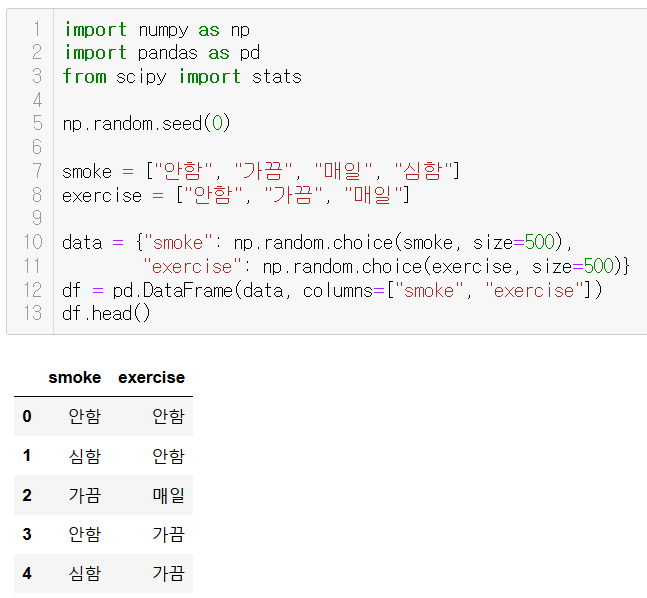 1 import numpy as np
2 import pandas as pd
3 from scipy import stats
4
5 np.random.seed(0)
6
7 smoke = ["안함", "가끔", "매일", "심함"]
8 exercise = ["안함", "가끔", "매일"]
9
10 data = {"smoke": np.random.choice(smoke, size=500),
11         "exercise": np.random.choice(exercise, size=500)}
12 df = pd.DataFrame(data, columns=["smoke", "exercise"])
13 df.head()
smoke exercise
0 안함 안함
1 심함 안함
2 가끔 매일
3 안함 가끔
4 심함 가끔